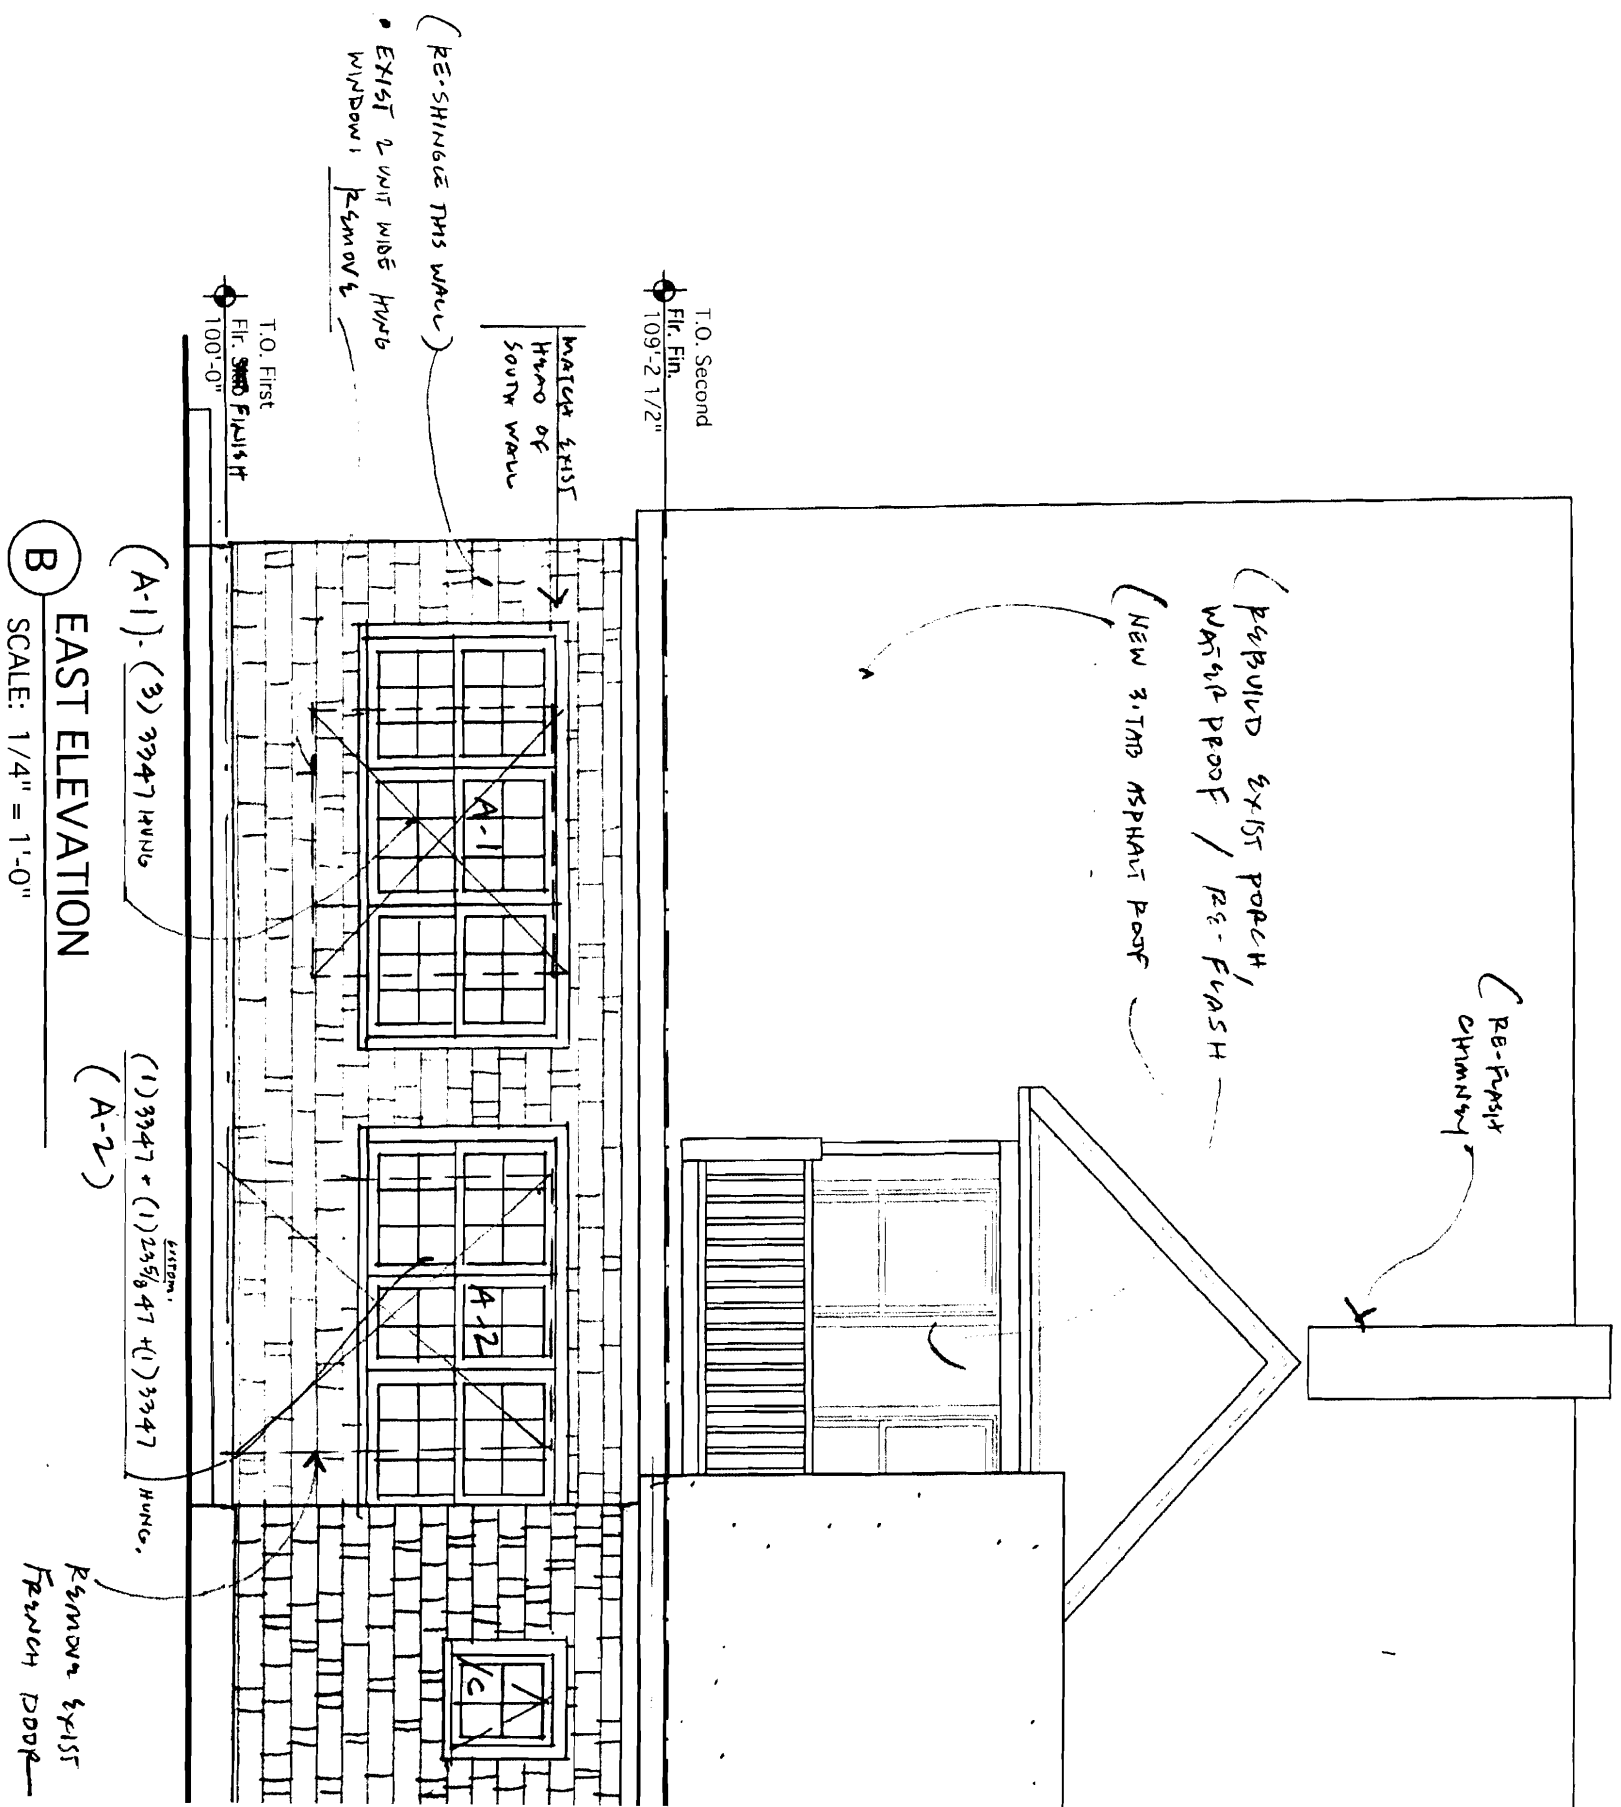 (RE-FLASH
CHIMNEY
(REBUILD EXIST PORCH,
WATERPROOF / RE-FLASH
(NEW 3-TAB ASPHALT ROOF
T.O. Second
Flr. Fin.
109'-2 1/2"
MATCH EXIST
HEAD OF
SOUTH WALL
(RE-SHINGLE THIS WALL)
• EXIST 2 UNIT WIDE HUNG
WINDOW: REMOVE
T.O. First
Flr. FINISH
100'-0"
A-1
A-2
C
(A-1)-(3) 3347 HUNG
CUSTOM
(1) 3347 + (1) 235/8 47 + (1) 3347 HUNG.
(A-2)
REMOVE EXIST
FRENCH DOOR
B
EAST ELEVATION
SCALE: 1/4" = 1'-0"